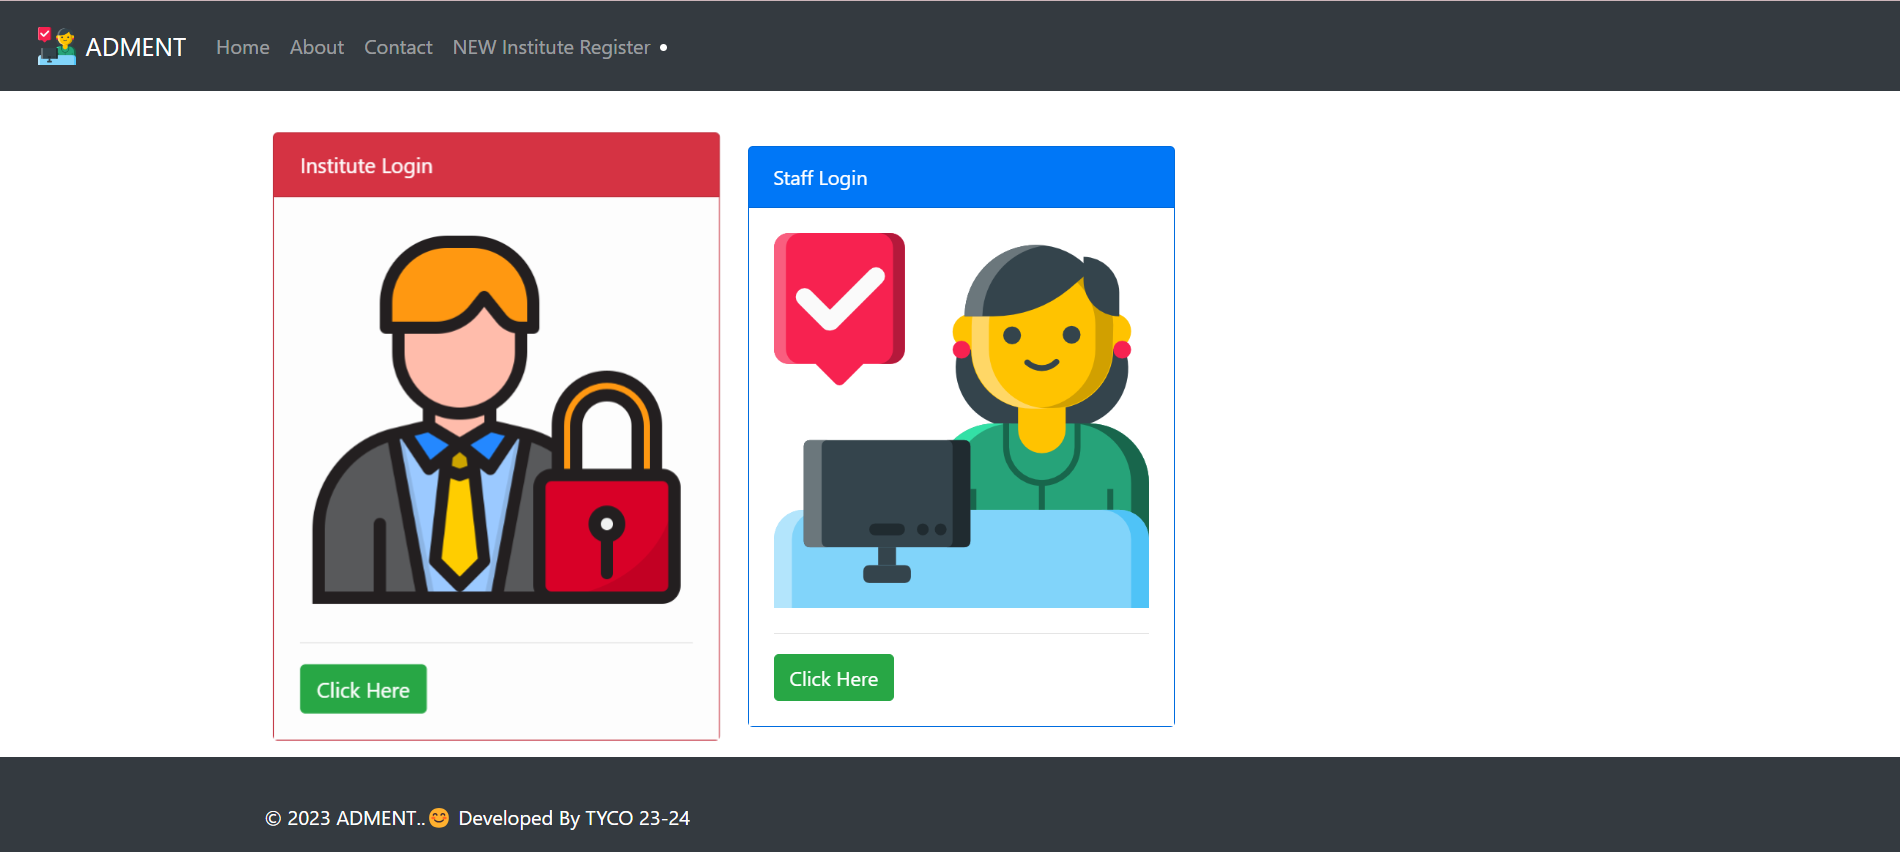 ADMENT Home About Contact NEW Institute Register
Institute Login
Staff Login
Click Here
Click Here
© 2023 ADMENT..😊 Developed By TYCO 23-24